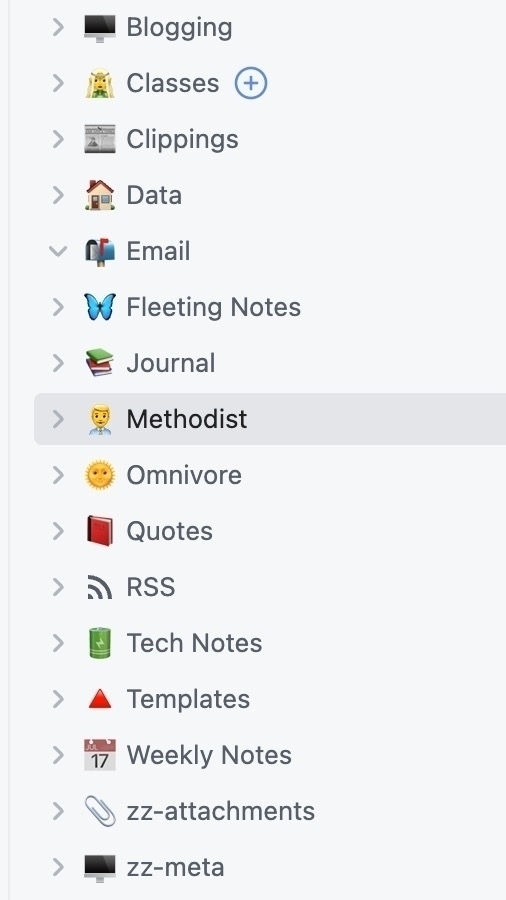 Blogging
Classes
Clippings
Data
Email
Fleeting Notes
Journal
Methodist
Omnivore
Quotes
RSS
Tech Notes
Templates
JUL
17
Weekly Notes
zz-attachments
zz-meta